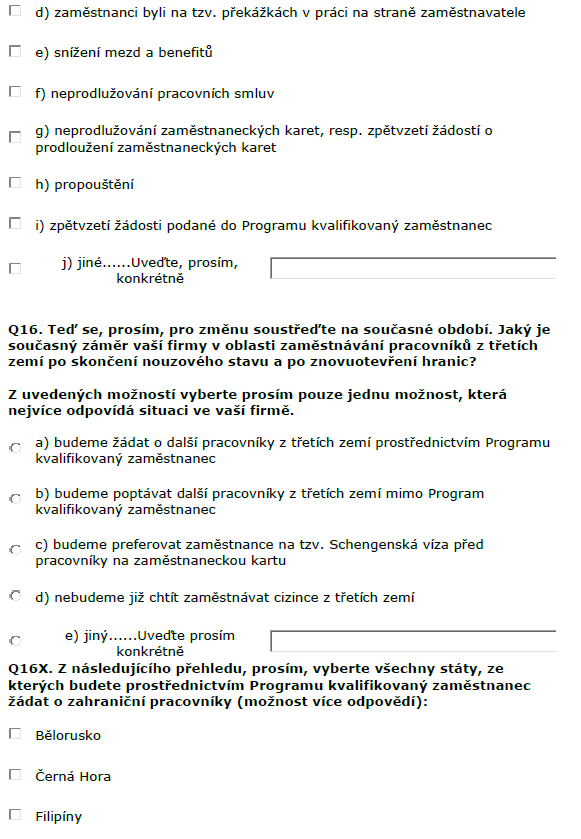 d) zaměstnanci byli na tzv. překážkách v práci na straně zaměstnavatele
e) snížení mezd a benefitů
f) neprodlužování pracovních smluv
g) neprodlužování zaměstnaneckých karet, resp. zpětvzetí žádostí o
prodloužení zaměstnaneckých karet
h) propouštění
i) zpětvzetí žádosti podané do Programu kvalifikovaný zaměstnanec
j) jiné......Uveďte, prosím,
konkrétně
Q16. Teď se, prosím, pro změnu soustřeďte na současné období. Jaký je
současný záměr vaší firmy v oblasti zaměstnávání pracovníků z třetích
zemí po skončení nouzového stavu a po znovuotevření hranic?
Z uvedených možností vyberte prosím pouze jednu možnost, která
nejvíce odpovídá situaci ve vaší firmě.
a) budeme žádat o další pracovníky z třetích zemí prostřednictvím Programu
kvalifikovaný zaměstnanec
b) budeme poptávat další pracovníky z třetích zemí mimo Program
kvalifikovaný zaměstnanec
c) budeme preferovat zaměstnance na tzv. Schengenská víza před
pracovníky na zaměstnaneckou kartu
d) nebudeme již chtít zaměstnávat cizince z třetích zemí
e) jiný......Uveďte prosím
konkrétně
Q16X. Z následujícího přehledu, prosím, vyberte všechny státy, ze
kterých budete prostřednictvím Programu kvalifikovaný zaměstnanec
žádat o zahraniční pracovníky (možnost více odpovědí):
Bělorusko
Černá Hora
Filipíny